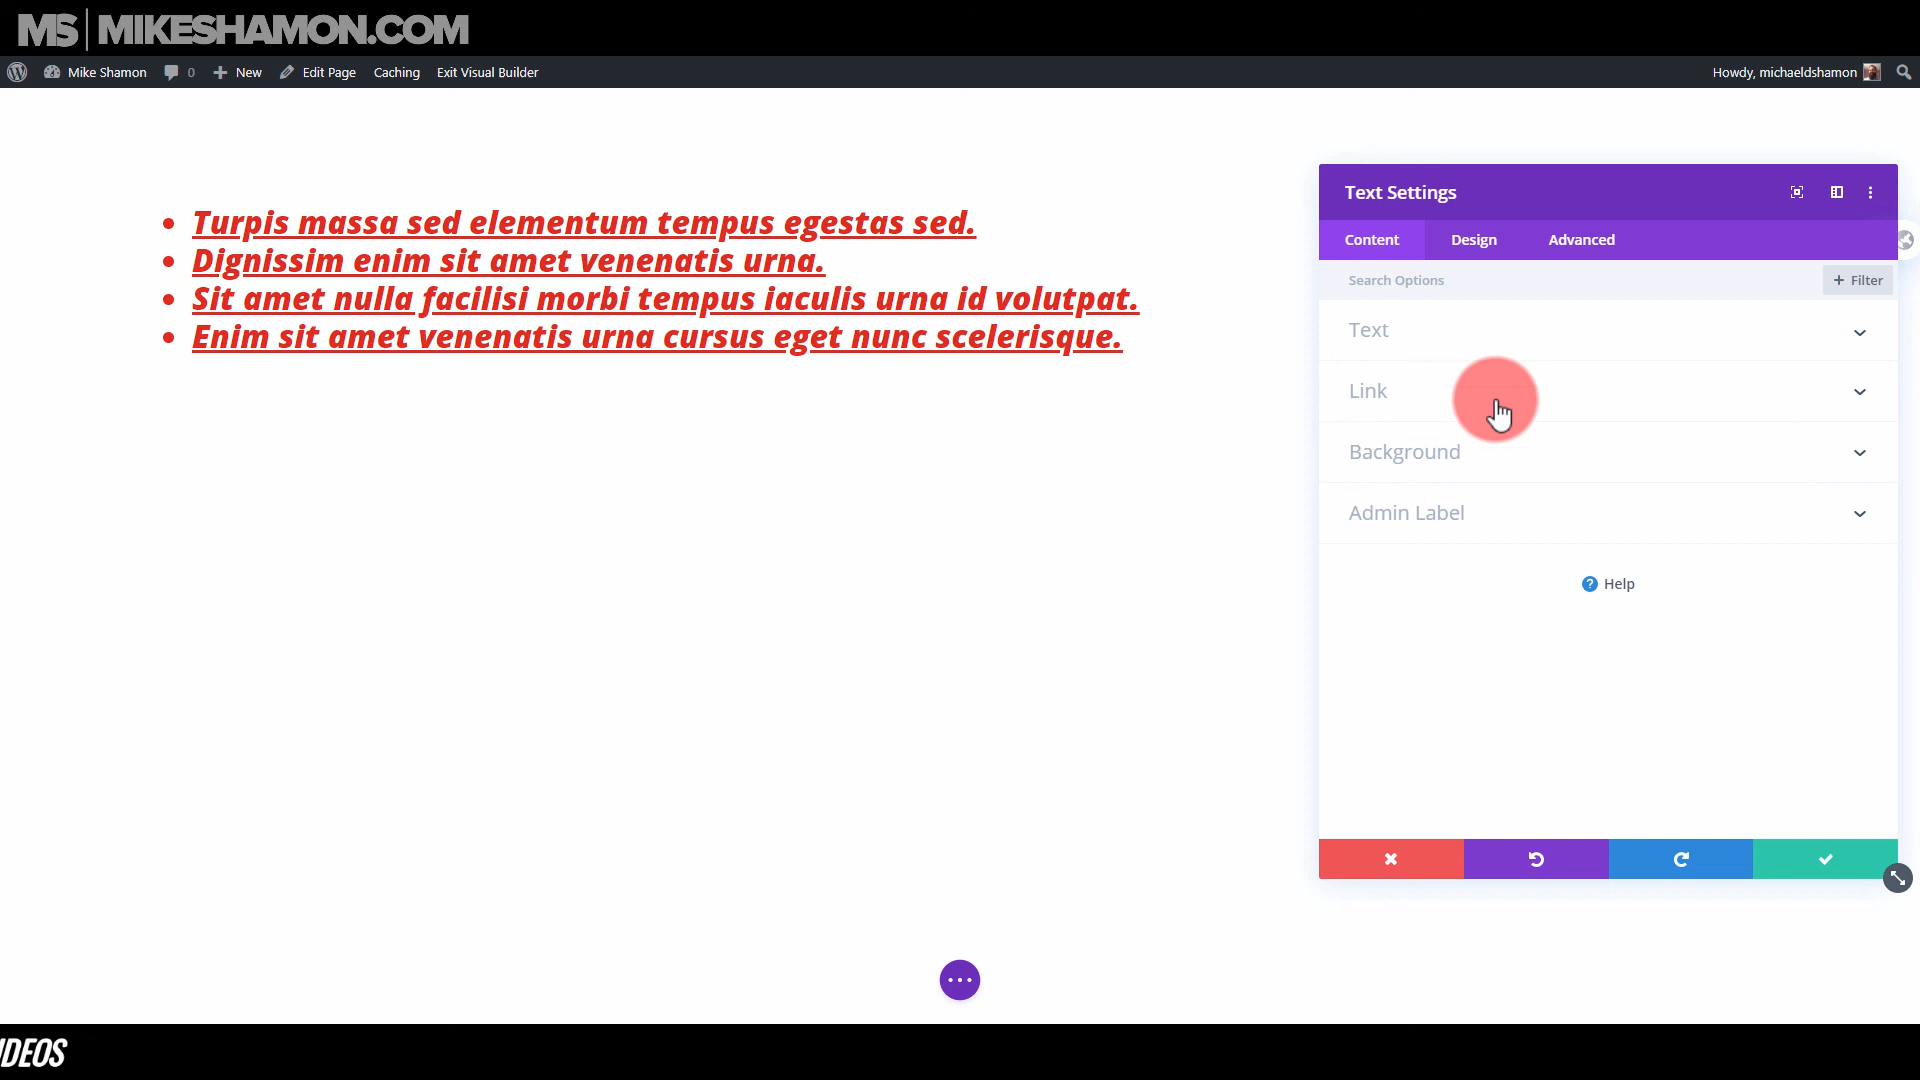 MS | MIKESHAMON.COM
Mike Shamon 0 New Edit Page Caching Exit Visual Builder Howdy, michaeldshamon
Turpis massa sed elementum tempus egestas sed.
Dignissim enim sit amet venenatis urna.
Sit amet nulla facilisi morbi tempus iaculis urna id volutpat.
Enim sit amet venenatis urna cursus eget nunc scelerisque.
Text Settings
Content Design Advanced
Search Options + Filter
Text
Link
Background
Admin Label
? Help
IDEOS